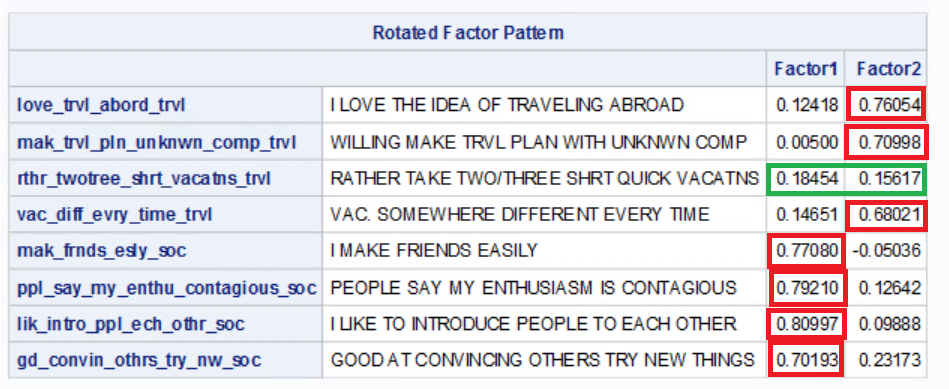 Rotated Factor Pattern
Factor1 Factor2
love_trvl_abord_trvl I LOVE THE IDEA OF TRAVELING ABROAD 0.12418 0.76054
mak_trvl_pln_unknwn_comp_trvl WILLING MAKE TRVL PLAN WITH UNKNWN COMP 0.00500 0.70998
rthr_twotree_shrt_vacatns_trvl RATHER TAKE TWO/THREE SHRT QUICK VACATNS 0.18454 0.15617
vac_diff_evry_time_trvl VAC. SOMEWHERE DIFFERENT EVERY TIME 0.14651 0.68021
mak_frnds_esly_soc I MAKE FRIENDS EASILY 0.77080 -0.05036
ppl_say_my_enthu_contagious_soc PEOPLE SAY MY ENTHUSIASM IS CONTAGIOUS 0.79210 0.12642
lik_intro_ppl_ech_othr_soc I LIKE TO INTRODUCE PEOPLE TO EACH OTHER 0.80997 0.09888
gd_convin_othrs_try_nw_soc GOOD AT CONVINCING OTHERS TRY NEW THINGS 0.70193 0.23173